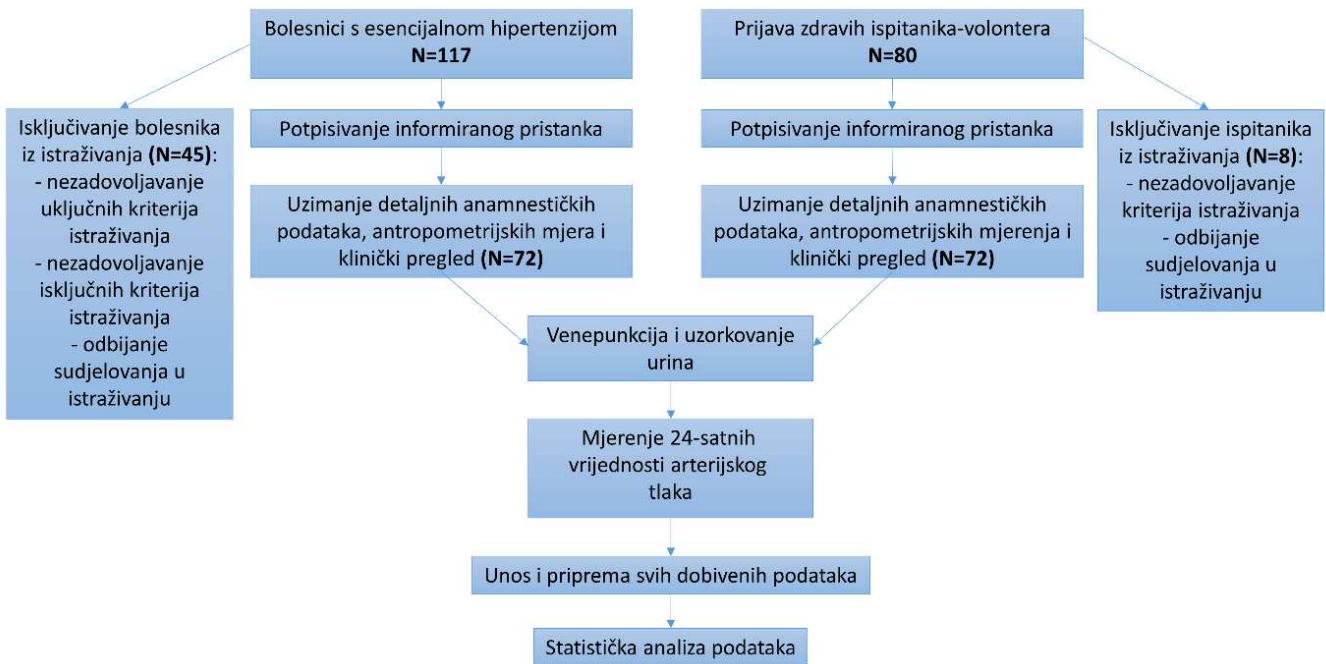 Bolesnici s esencijalnom hipertenzijom
N=117
Prijava zdravih ispitanika-volontera
N=80
Isključivanje bolesnika
iz istraživanja (N=45):
- nezadovoljavanje
uključnih kriterija
istraživanja
- nezadovoljavanje
isključnih kriterija
istraživanja
- odbijanje
sudjelovanja u
istraživanju
Potpisivanje informiranog pristanka
Potpisivanje informiranog pristanka
Isključivanje ispitanika
iz istraživanja (N=8):
- nezadovoljavanje
kriterija istraživanja
- odbijanje
sudjelovanja u
istraživanju
Uzimanje detaljnih anamnestičkih
podataka, antropometrijskih mjera i
klinički pregled (N=72)
Uzimanje detaljnih anamnestičkih
podataka, antropometrijskih mjerenja i
klinički pregled (N=72)
Venepunkcija i uzorkovanje
urina
Mjerenje 24-satnih
vrijednosti arterijskog
tlaka
Unos i priprema svih dobivenih podataka
Statistička analiza podataka